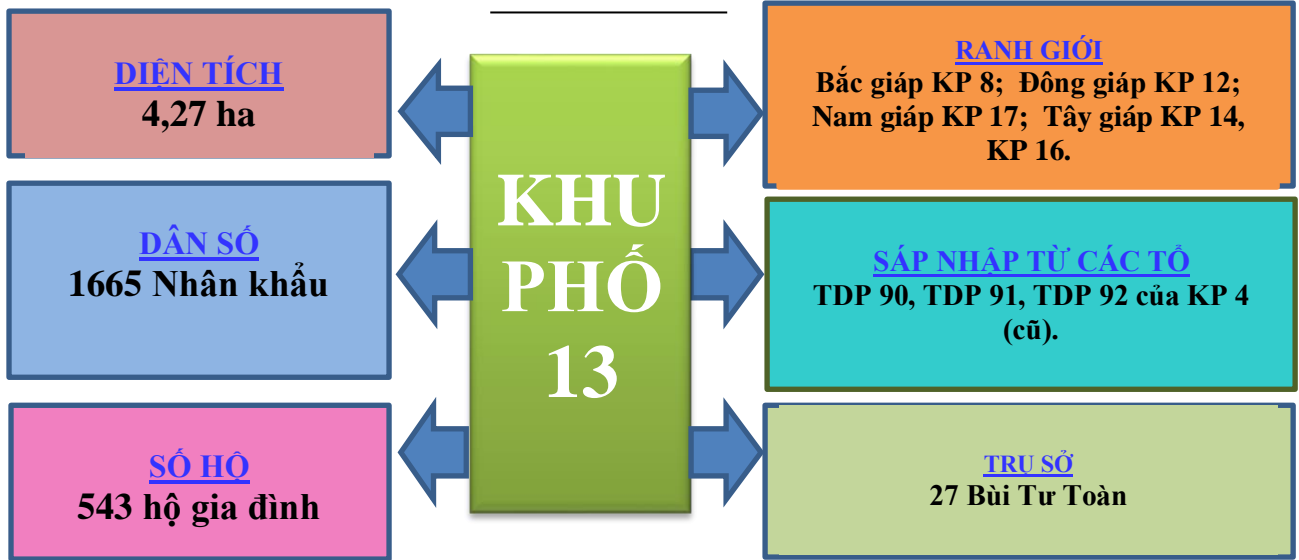 DIỆN TÍCH
4,27 ha
DÂN SỐ
1665 Nhân khẩu
SỐ HỘ
543 hộ gia đình
KHU
PHỐ
13
RANH GIỚI
Bắc giáp KP 8; Đông giáp KP 12;
Nam giáp KP 17; Tây giáp KP 14,
KP 16.
SÁP NHẬP TỪ CÁC TỔ
TDP 90, TDP 91, TDP 92 của KP 4
(cũ).
TRỤ SỞ
27 Bùi Tư Toàn